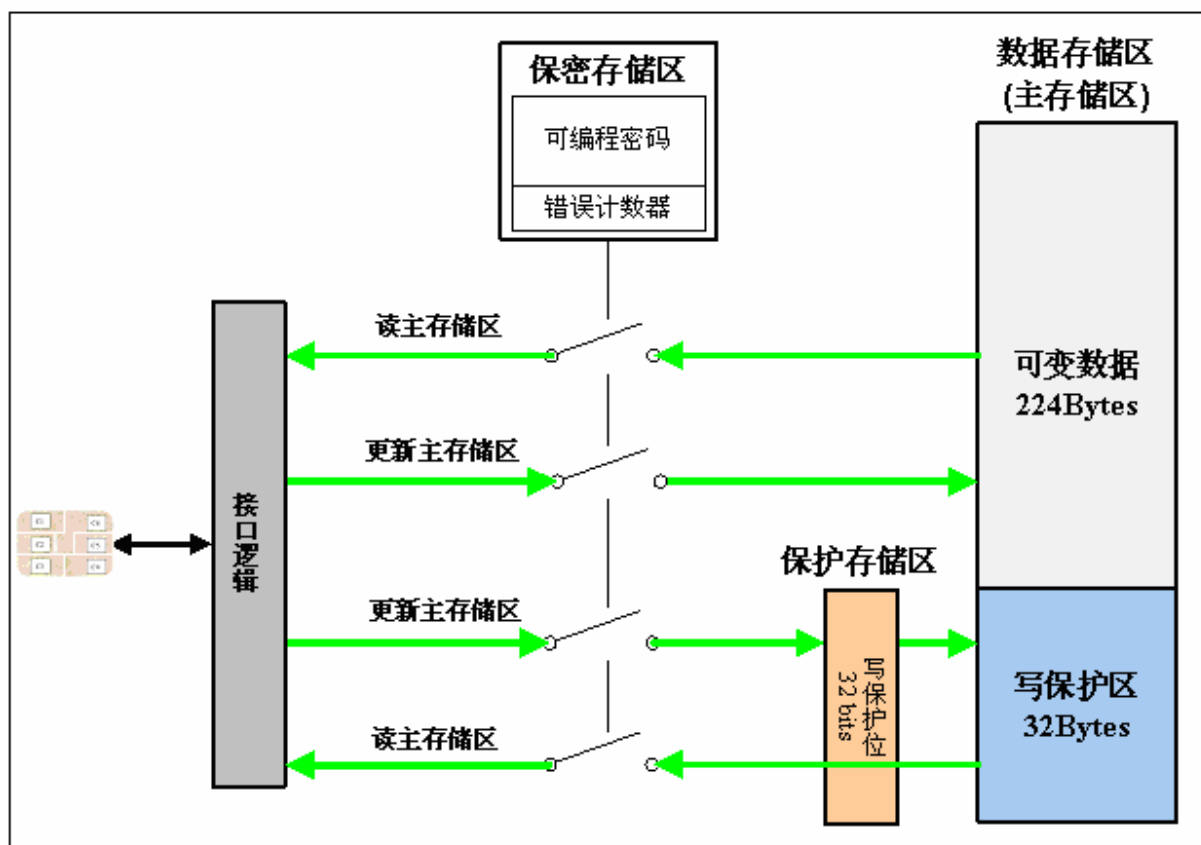 保密存储区
可编程密码
错误计数器
数据存储区
(主存储区)
读主存储区
可变数据
224Bytes
更新主存储区
接口逻辑
保护存储区
更新主存储区
写保护位
32 bits
写保护区
32Bytes
读主存储区